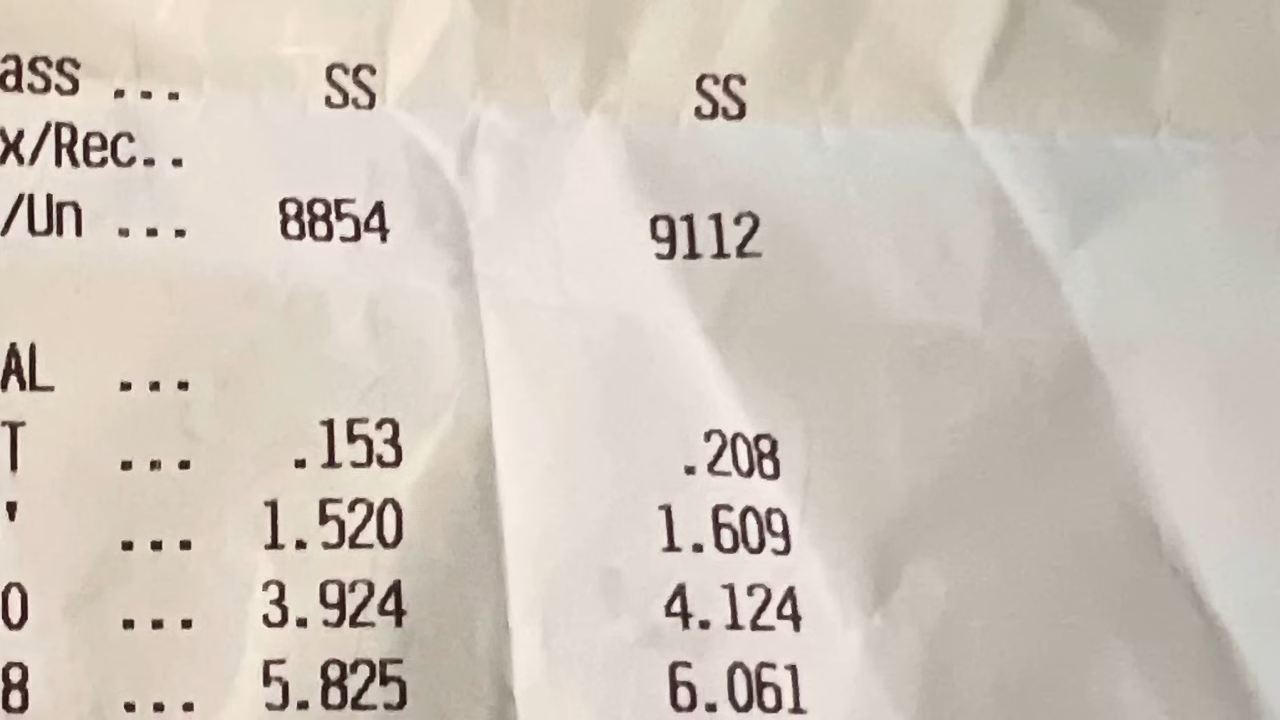 ass ... SS SS
x/Rec..
/Un ... 8854 9112
AL ...
T ... .153 .208
' ... 1.520 1.609
0 ... 3.924 4.124
8 ... 5.825 6.061